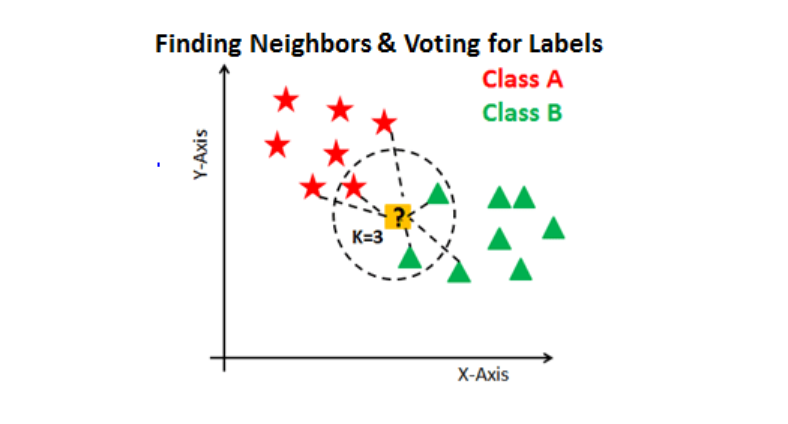 Finding Neighbors & Voting for Labels
Class A
Class B
Y-Axis
?
K=3
X-Axis